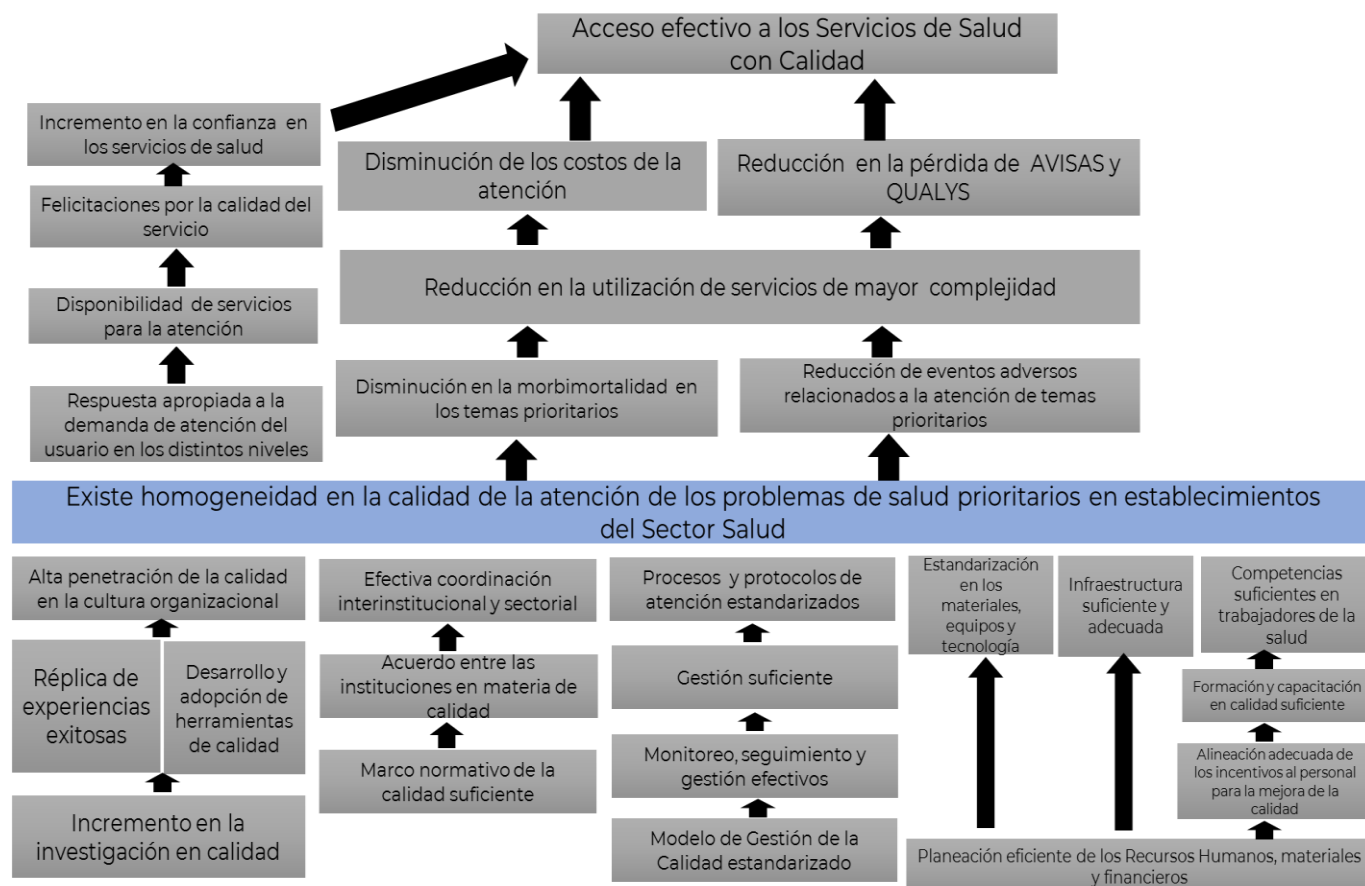 Acceso efectivo a los Servicios de Salud
con Calidad
Incremento en la confianza en
los servicios de salud
Disminución de los costos de la
atención
Reducción en la pérdida de AVISAS y
QUALYS
Felicitaciones por la calidad del
servicio
Reducción en la utilización de servicios de mayor complejidad
Disponibilidad de servicios
para la atención
Respuesta apropiada a la
demanda de atención del
usuario en los distintos niveles
Disminución en la morbimortalidad en
los temas prioritarios
Reducción de eventos adversos
relacionados a la atención de temas
prioritarios
Existe homogeneidad en la calidad de la atención de los problemas de salud prioritarios en establecimientos
del Sector Salud
Alta penetración de la calidad
en la cultura organizacional
Réplica de
experiencias
exitosas
Desarrollo y
adopción de
herramientas
de calidad
Incremento en la
investigación en calidad
Efectiva coordinación
interinstitucional y sectorial
Acuerdo entre las
instituciones en materia de
calidad
Marco normativo de la
calidad suficiente
Procesos y protocolos de
atención estandarizados
Gestión suficiente
Monitoreo, seguimiento y
gestión efectivos
Modelo de Gestión de la
Calidad estandarizado
Estandarización
en los
materiales,
equipos y
tecnología
Infraestructura
suficiente y
adecuada
Competencias
suficientes en
trabajadores de la
salud
Formación y capacitación
en calidad suficiente
Alineación adecuada de
los incentivos al personal
para la mejora de la
calidad
Planeación eficiente de los Recursos Humanos, materiales
y financieros